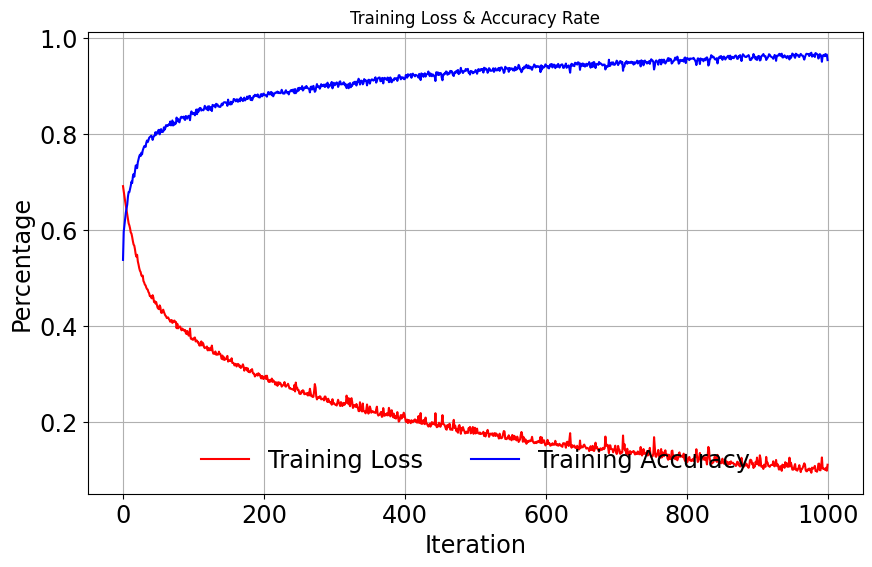 Training Loss & Accuracy Rate
1.0
0.8
0.6
0.4
0.2
Percentage
Training Loss Training Accuracy
0 200 400 600 800 1000
Iteration